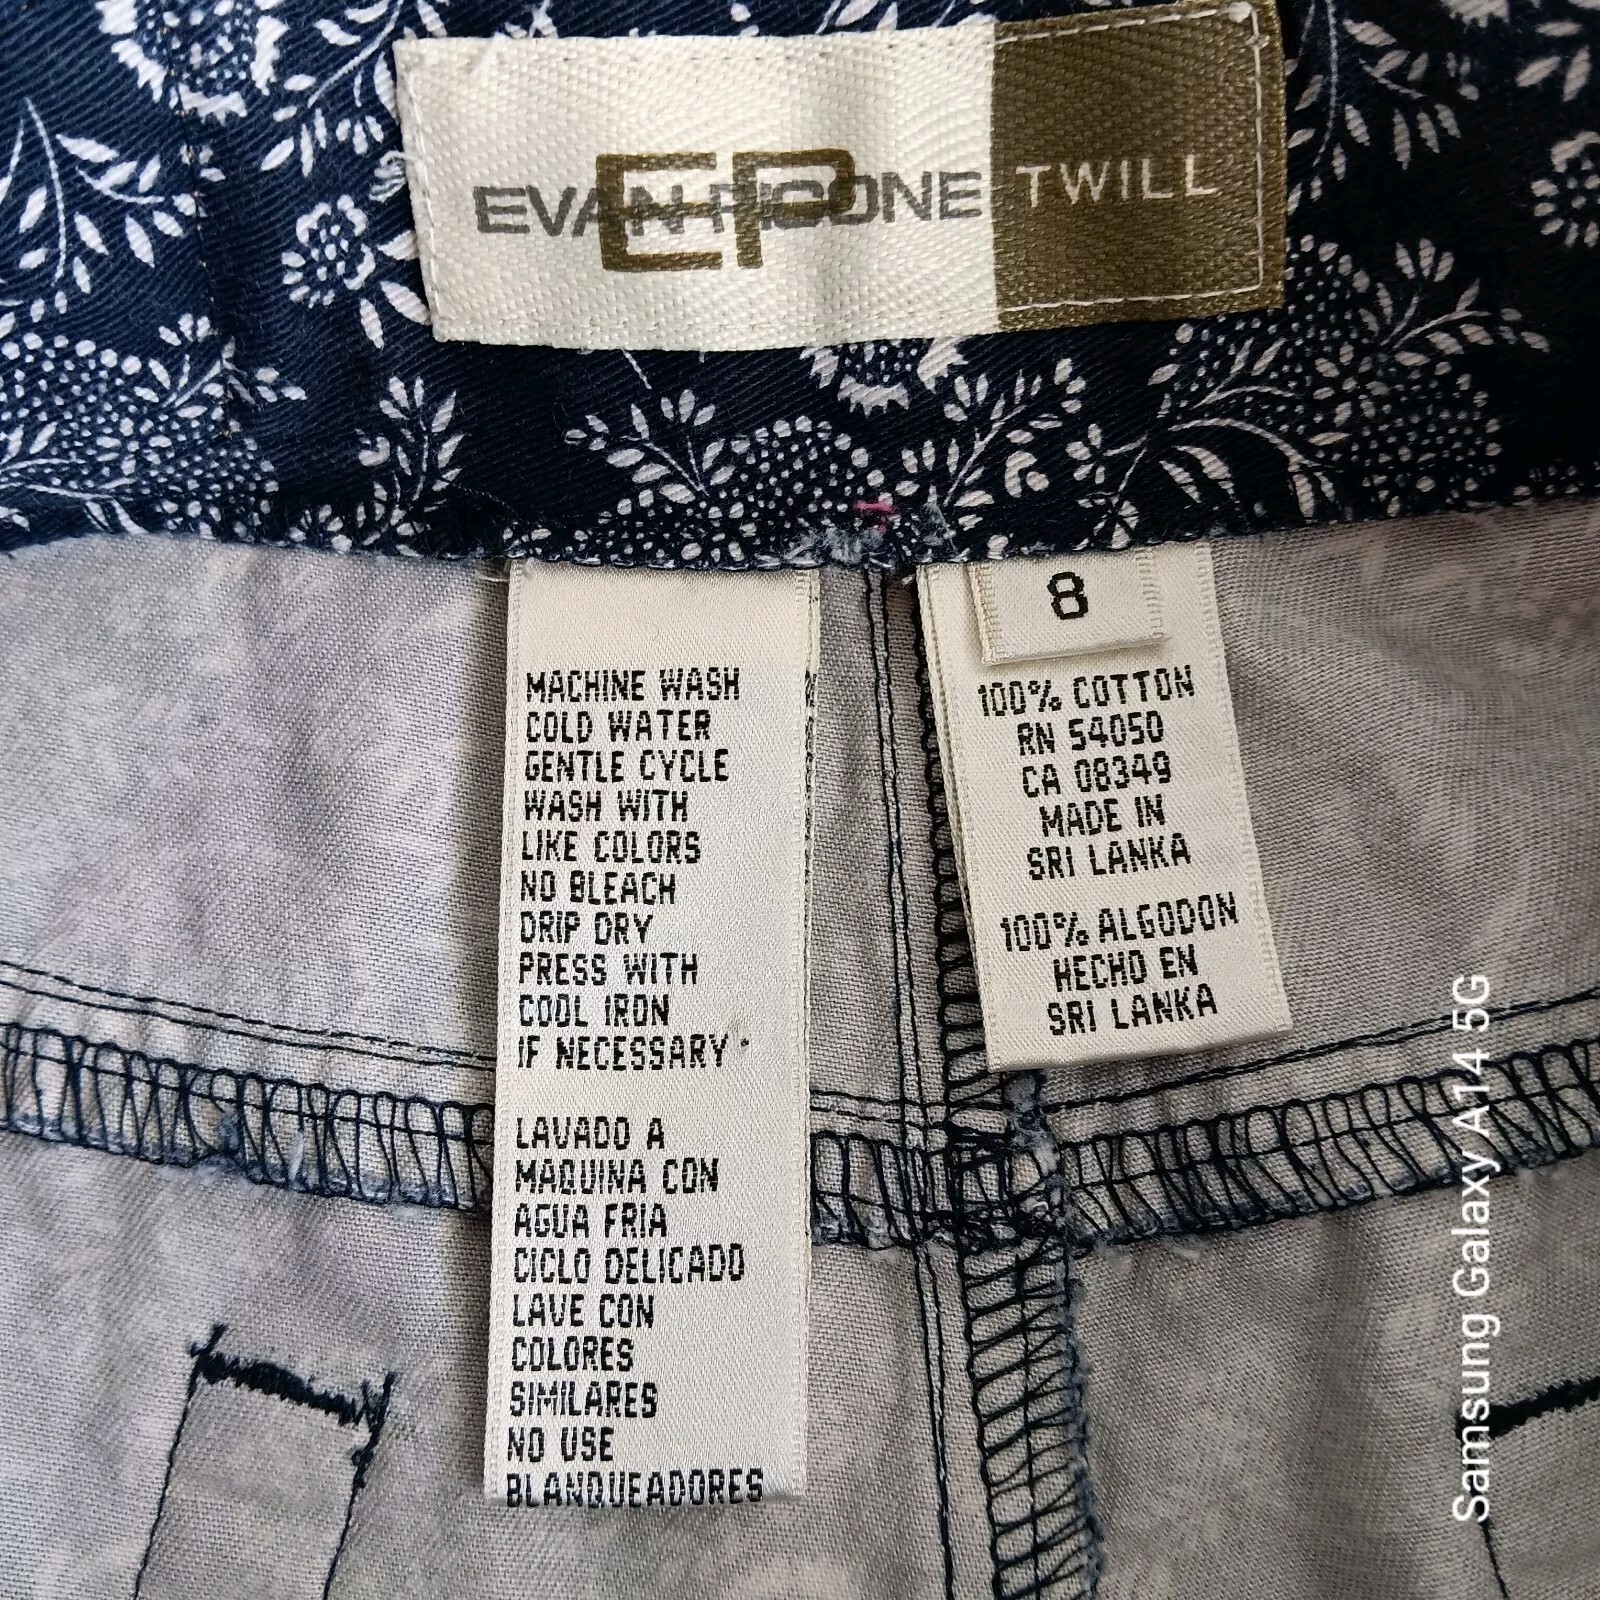 EVAN-PICONE
EP
TWILL
8
MACHINE WASH
COLD WATER
GENTLE CYCLE
WASH WITH
LIKE COLORS
NO BLEACH
DRIP DRY
PRESS WITH
COOL IRON
IF NECESSARY
LAVADO A
MAQUINA CON
AGUA FRIA
CICLO DELICADO
LAVE CON
COLORES
SIMILARES
NO USE
BLANQUEADORES
100% COTTON
RN 54050
CA 08349
MADE IN
SRI LANKA
100% ALGODON
HECHO EN
SRI LANKA
Samsung Galaxy A14 5G